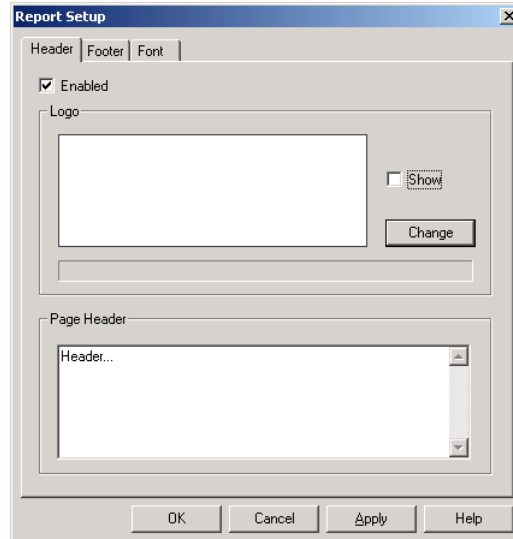 Report Setup
Header Footer Font
Enabled
Logo
Show
Change
Page Header
Header...
OK Cancel Apply Help